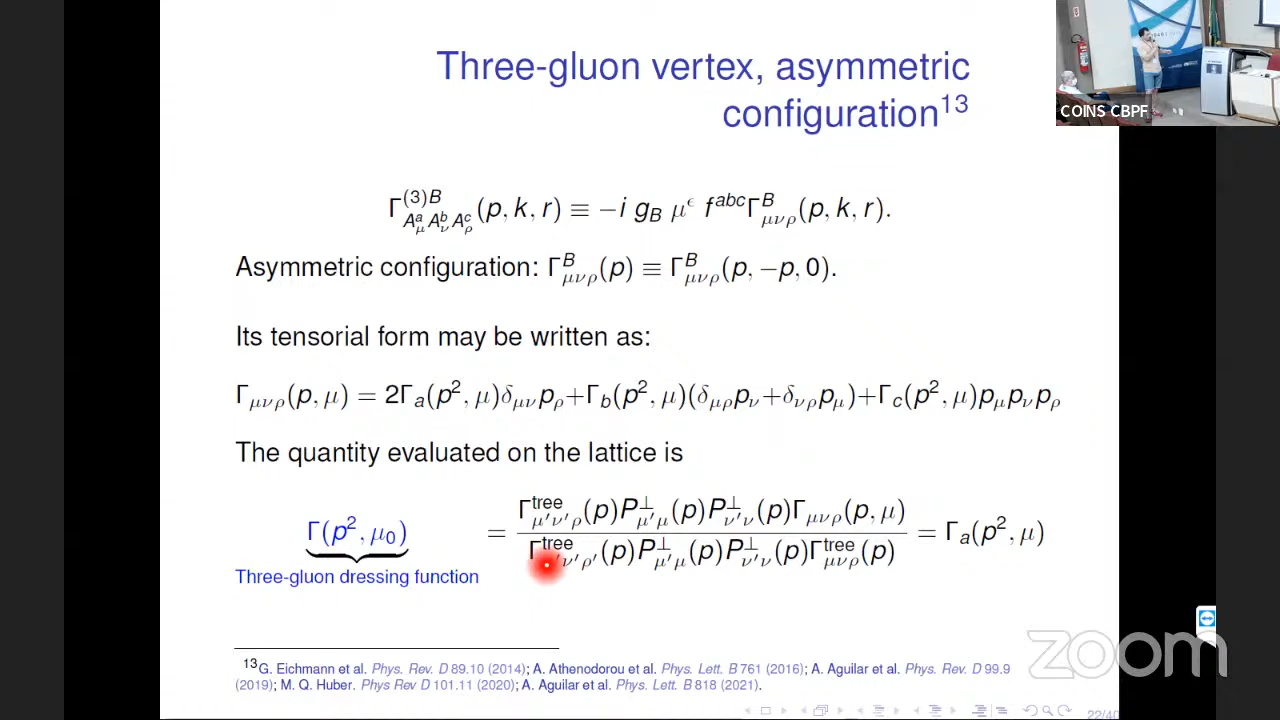 Three-gluon vertex, asymmetric
configuration¹³
COINS CBPF
Γ^{(3)B}_{A^a_μ A^b_ν A^c_ρ}(p, k, r) ≡ −i g_B μ^ϵ f^{abc} Γ^B_{μνρ}(p, k, r).
Asymmetric configuration: Γ^B_{μνρ}(p) ≡ Γ^B_{μνρ}(p, −p, 0).
Its tensorial form may be written as:
Γ_{μνρ}(p, μ) = 2Γ_a(p², μ)δ_{μν}p_ρ+Γ_b(p², μ)(δ_{μρ}p_ν+δ_{νρ}p_μ)+Γ_c(p², μ)p_μp_νp_ρ
The quantity evaluated on the lattice is
Γ(p², μ₀) = Γ^{tree}_{μ'ν'ρ}(p)P^⊥_{μ'μ}(p)P^⊥_{ν'ν}(p)Γ_{μνρ}(p, μ) / Γ^{tree}_{'ν'ρ'}(p)P^⊥_{μ'μ}(p)P^⊥_{ν'ν}(p)Γ^{tree}_{μνρ}(p) = Γ_a(p², μ)
Three-gluon dressing function
¹³G. Eichmann et al. Phys. Rev. D 89.10 (2014); A. Athenodorou et al. Phys. Lett. B 761 (2016); A. Aguilar et al. Phys. Rev. D 99.9
(2019); M. Q. Huber. Phys Rev D 101.11 (2020); A. Aguilar et al. Phys. Lett. B 818 (2021).
zoom
22/40